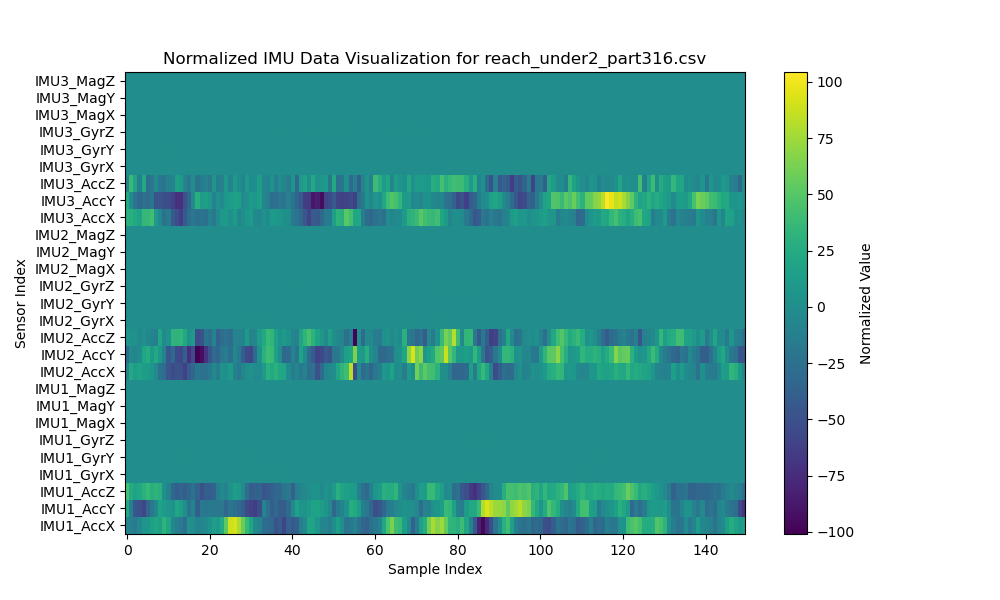 Normalized IMU Data Visualization for reach_under2_part316.csv
IMU3_MagZ
IMU3_MagY
IMU3_MagX
IMU3_GyrZ
IMU3_GyrY
IMU3_GyrX
IMU3_AccZ
IMU3_AccY
IMU3_AccX
IMU2_MagZ
IMU2_MagY
IMU2_MagX
IMU2_GyrZ
IMU2_GyrY
IMU2_GyrX
IMU2_AccZ
IMU2_AccY
IMU2_AccX
IMU1_MagZ
IMU1_MagY
IMU1_MagX
IMU1_GyrZ
IMU1_GyrY
IMU1_GyrX
IMU1_AccZ
IMU1_AccY
IMU1_AccX
Sensor Index
0 20 40 60 80 100 120 140
Sample Index
100
75
50
25
0
−25
−50
−75
−100
Normalized Value